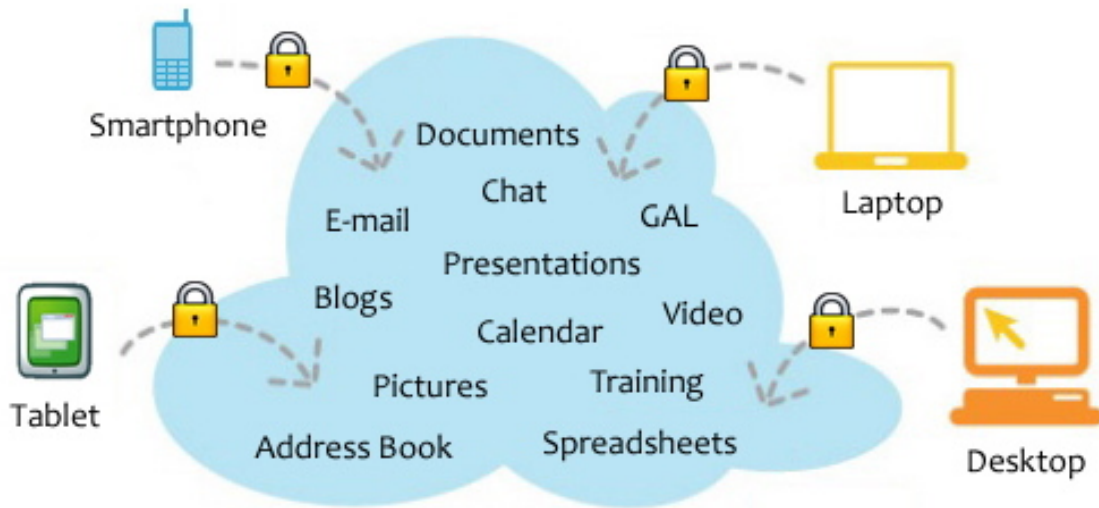 Smartphone
Documents
Chat
E-mail
GAL
Laptop
Presentations
Blogs
Calendar
Video
Tablet
Pictures
Training
Address Book
Spreadsheets
Desktop